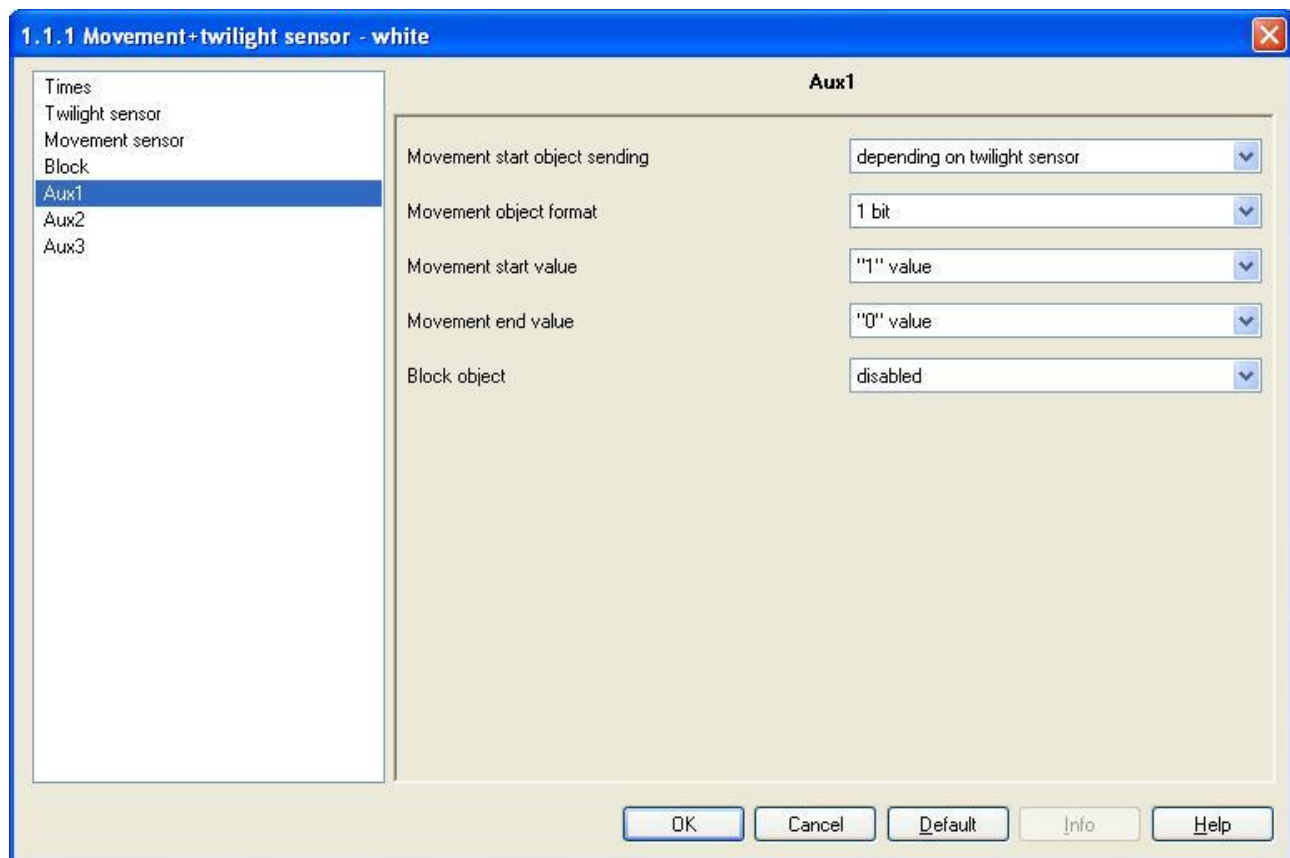 1.1.1 Movement+twilight sensor - white
Times
Twilight sensor
Movement sensor
Block
Aux1
Aux2
Aux3
Aux1
Movement start object sending depending on twilight sensor
Movement object format 1 bit
Movement start value "1" value
Movement end value "0" value
Block object disabled
OK Cancel Default Info Help